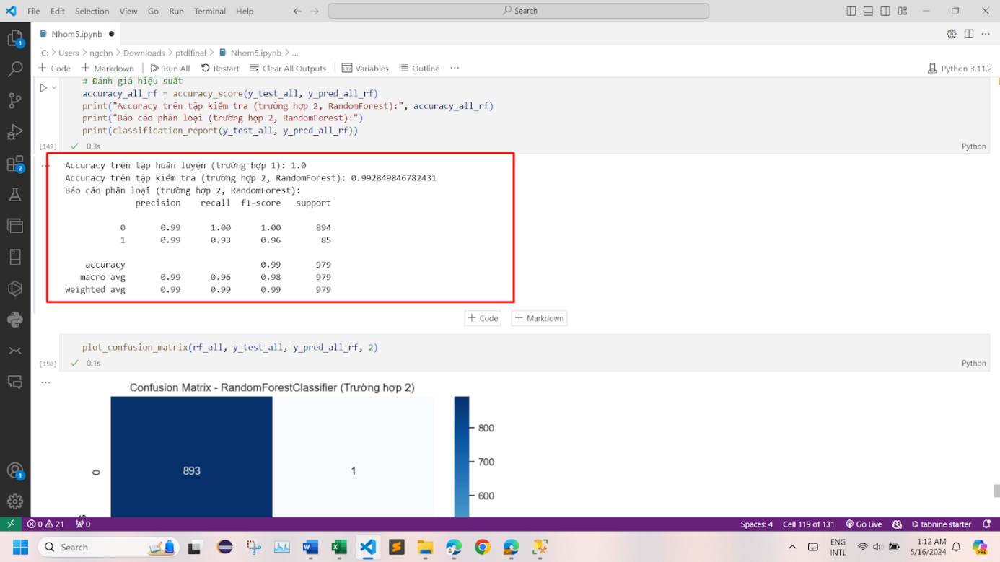 File Edit Selection View Go Run Terminal Help
Search
Nhom5.ipynb
C: > Users > ngchn > Downloads > ptdlfinal > Nhom5.ipynb > ...
+ Code + Markdown Run All Restart Clear All Outputs Variables Outline ... Python 3.11.2
# Đánh giá hiệu suất
accuracy_all_rf = accuracy_score(y_test_all, y_pred_all_rf)
print("Accuracy trên tập kiểm tra (trường hợp 2, RandomForest):", accuracy_all_rf)
print("Báo cáo phân loại (trường hợp 2, RandomForest):")
print(classification_report(y_test_all, y_pred_all_rf))
[149] 0.3s Python
Accuracy trên tập huấn luyện (trường hợp 1): 1.0
Accuracy trên tập kiểm tra (trường hợp 2, RandomForest): 0.992849846782431
Báo cáo phân loại (trường hợp 2, RandomForest):
precision recall f1-score support
0 0.99 1.00 1.00 894
1 0.99 0.93 0.96 85
accuracy 0.99 979
macro avg 0.99 0.96 0.98 979
weighted avg 0.99 0.99 0.99 979
+ Code + Markdown
plot_confusion_matrix(rf_all, y_test_all, y_pred_all_rf, 2)
[150] 0.1s Python
Confusion Matrix - RandomForestClassifier (Trường hợp 2)
800
0 893 1
700
600
0 21 0 Spaces: 4 Cell 119 of 131 Go Live tabnine starter
Search
ENG
INTL
1:12 AM
5/16/2024